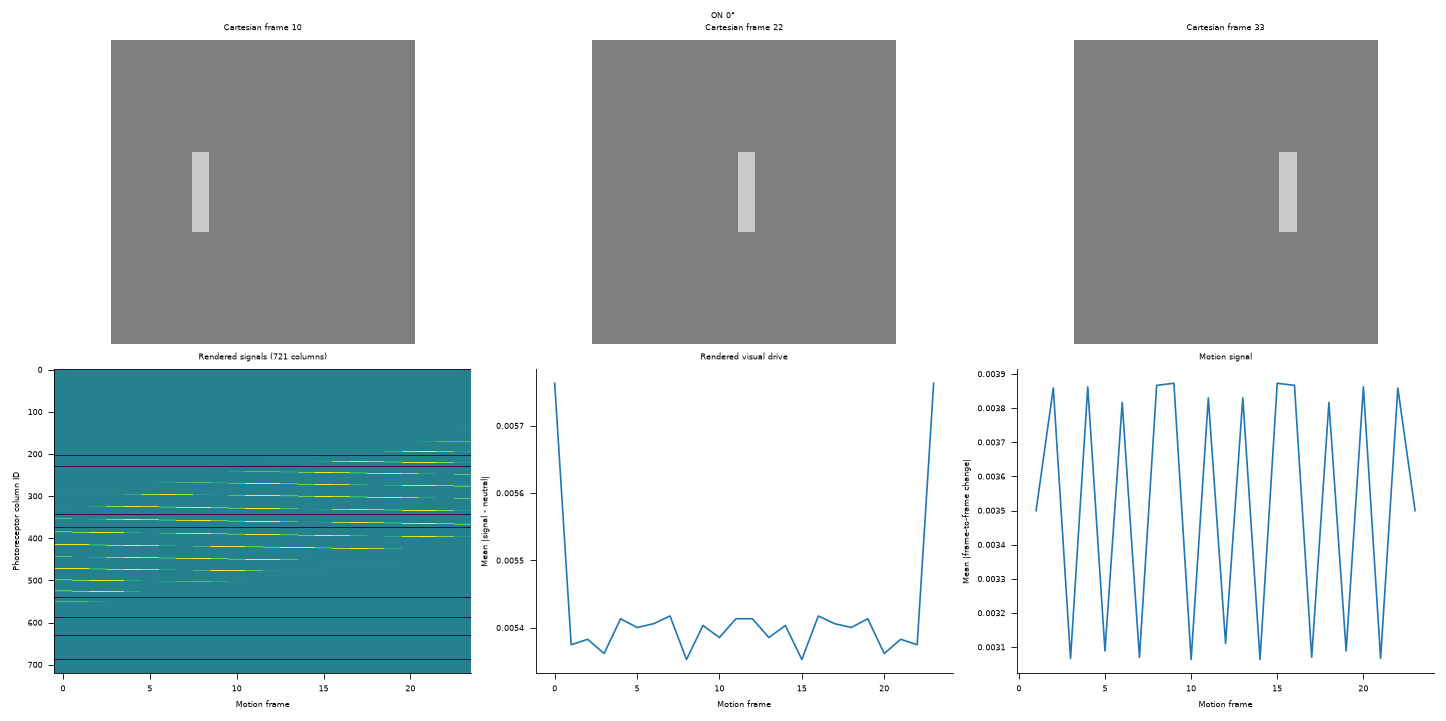 ON 0°
Cartesian frame 10
Cartesian frame 22
Cartesian frame 33
Rendered signals (721 columns)
Photoreceptor column ID
0
100
200
300
400
500
600
700
0
5
10
15
20
Motion frame
Rendered visual drive
Mean |signal - neutral|
0.0057
0.0056
0.0055
0.0054
0
5
10
15
20
Motion frame
Motion signal
Mean |frame-to-frame change|
0.0039
0.0038
0.0037
0.0036
0.0035
0.0034
0.0033
0.0032
0.0031
0
5
10
15
20
Motion frame